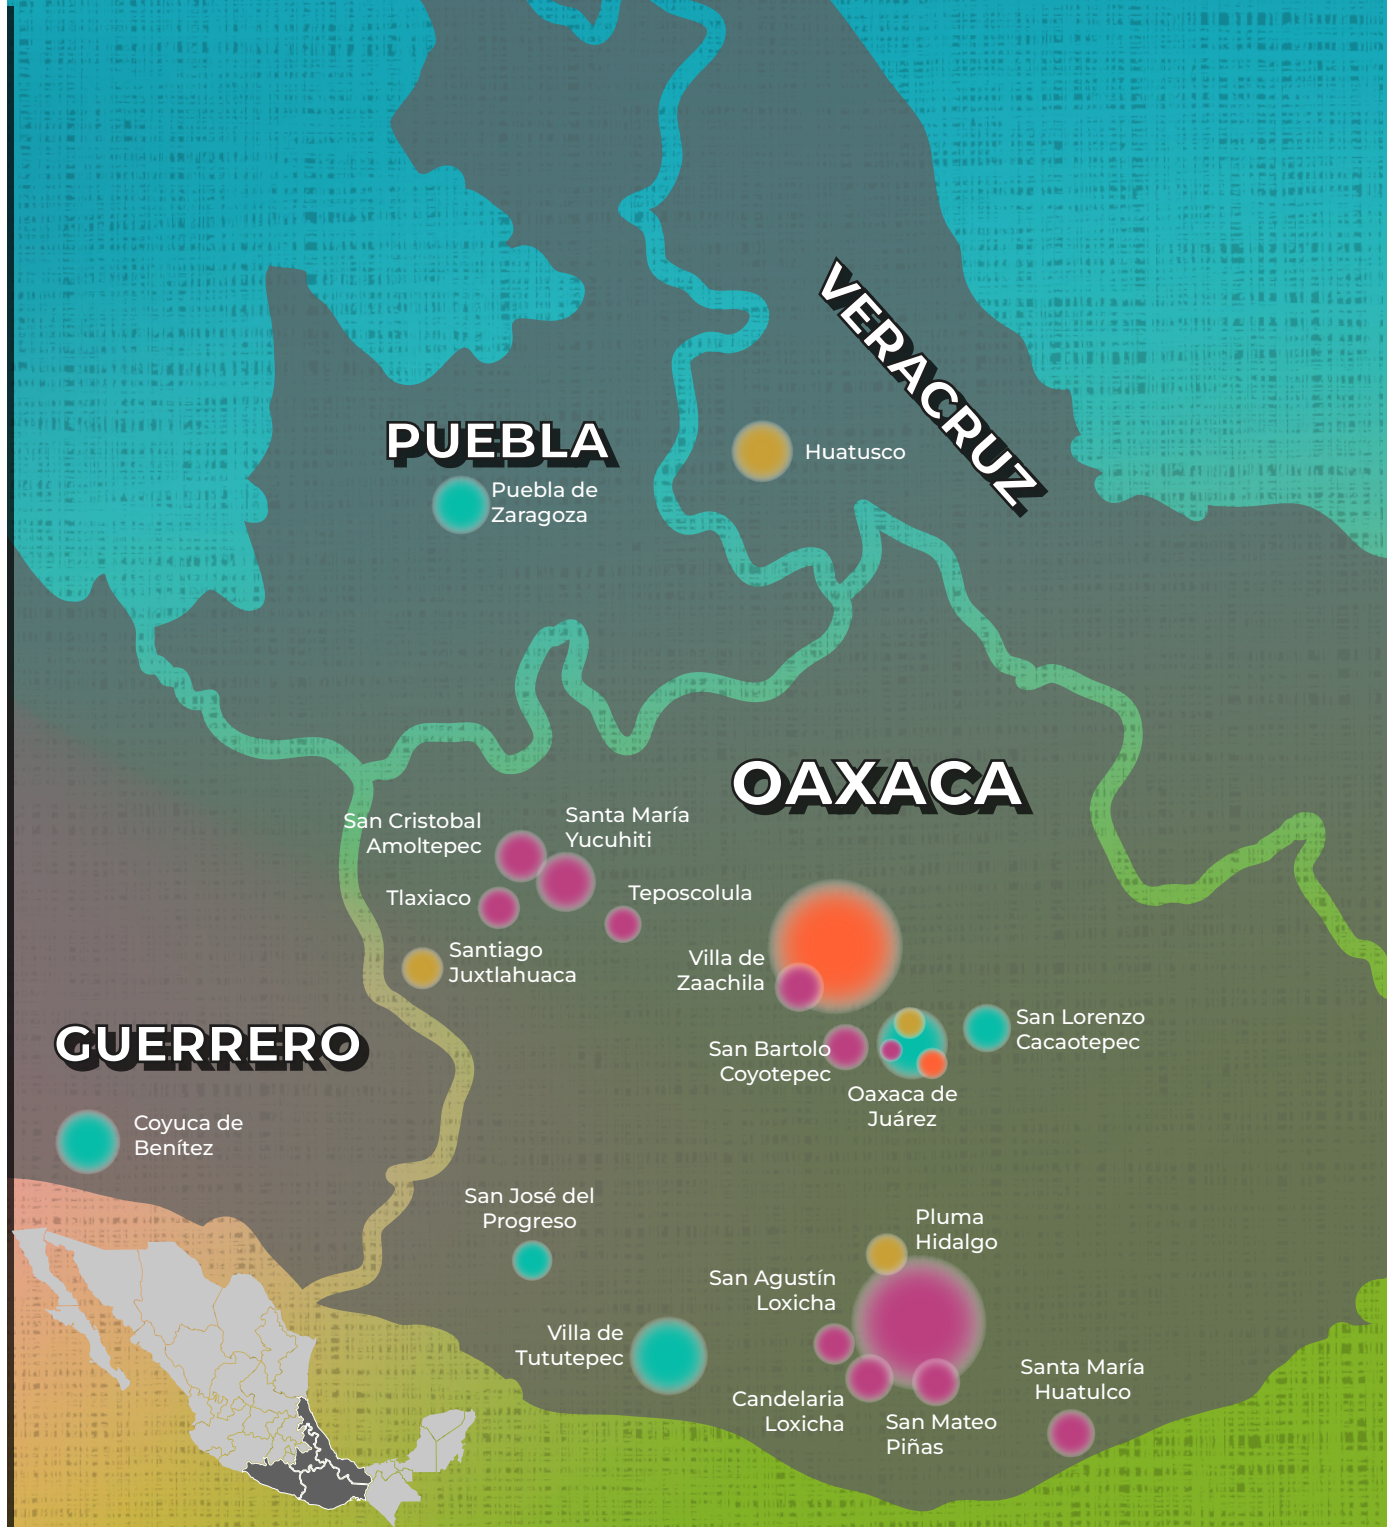 VERACRUZ
PUEBLA
Huatusco
Puebla de
Zaragoza
OAXACA
San Cristobal
Amoltepec
Santa María
Yucuhiti
Tlaxiaco
Teposcolula
Santiago
Juxtlahuaca
Villa de
Zaachila
GUERRERO
San Lorenzo
Cacaotepec
San Bartolo
Coyotepec
Oaxaca de
Juárez
Coyuca de
Benítez
San José del
Progreso
Pluma
Hidalgo
San Agustín
Loxicha
Villa de
Tututepec
Santa María
Huatulco
Candelaria
Loxicha
San Mateo
Piñas